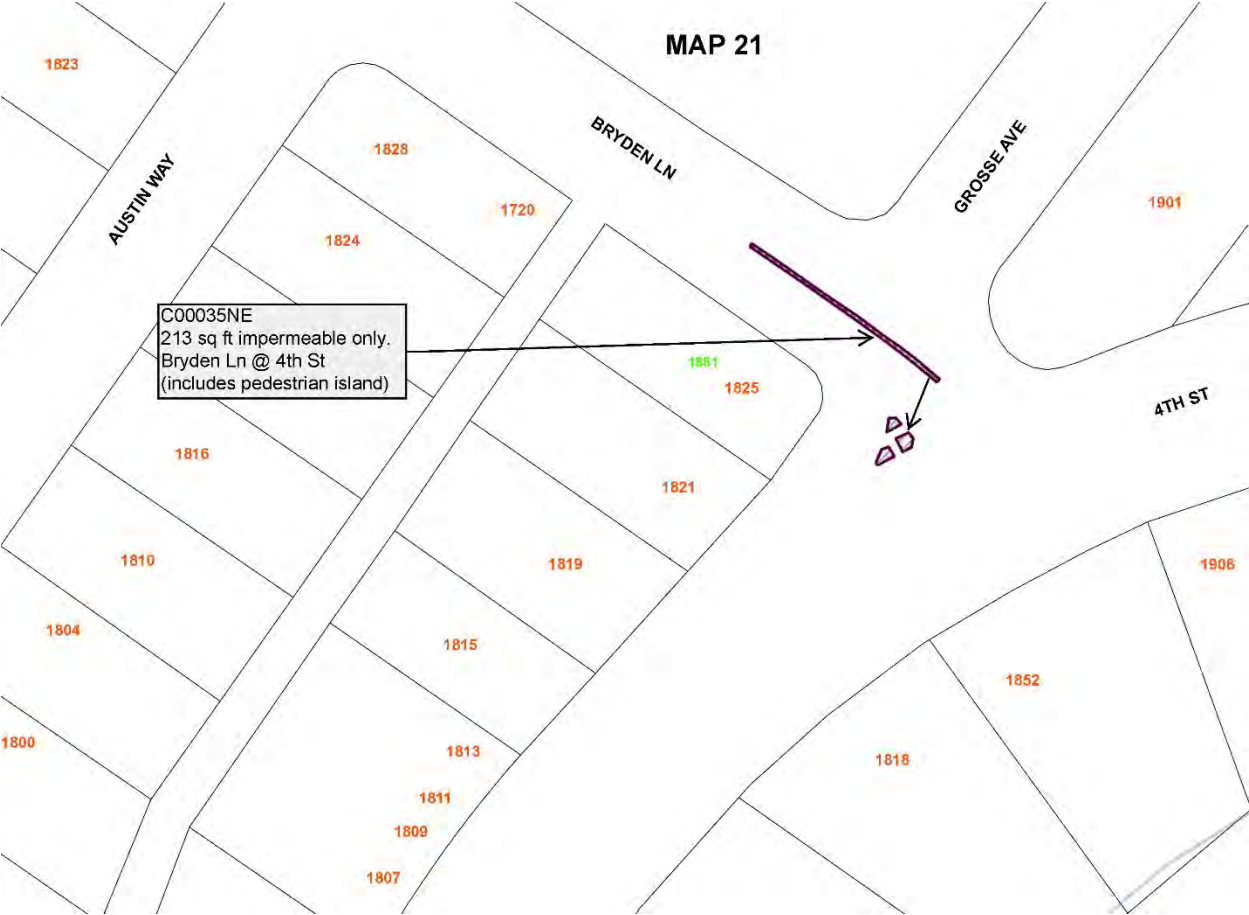 MAP 21
1823
BRYDEN LN
1828
GROSSE AVE
AUSTIN WAY
1720
1901
1824
C00035NE
213 sq ft impermeable only.
Bryden Ln @ 4th St
(includes pedestrian island)
1881
1825
4TH ST
1816
1821
1810
1819
1906
1804
1815
1852
1800
1813
1818
1811
1809
1807